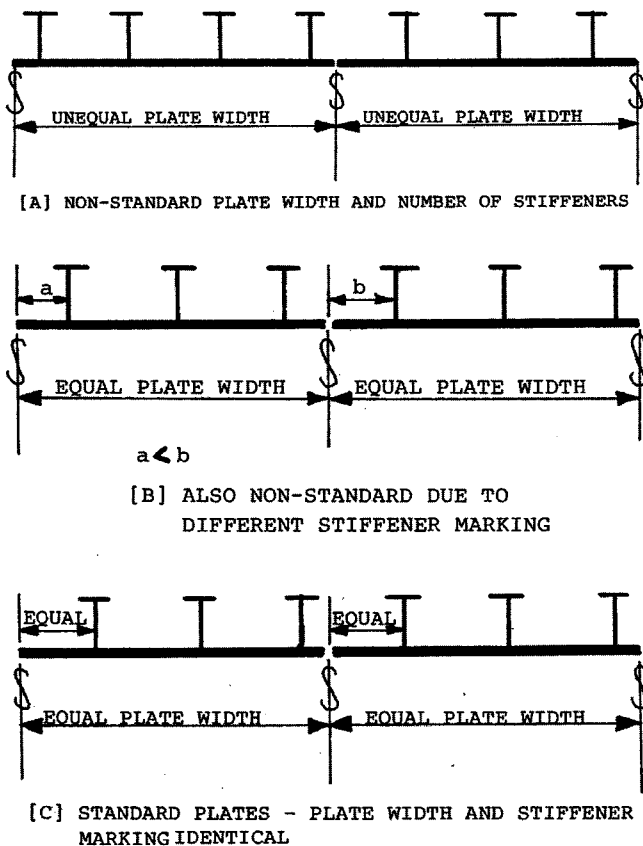 UNEQUAL PLATE WIDTH UNEQUAL PLATE WIDTH
[A] NON-STANDARD PLATE WIDTH AND NUMBER OF STIFFENERS
a b
EQUAL PLATE WIDTH EQUAL PLATE WIDTH
a < b
[B] ALSO NON-STANDARD DUE TO
DIFFERENT STIFFENER MARKING
EQUAL EQUAL
EQUAL PLATE WIDTH EQUAL PLATE WIDTH
[C] STANDARD PLATES - PLATE WIDTH AND STIFFENER
MARKING IDENTICAL